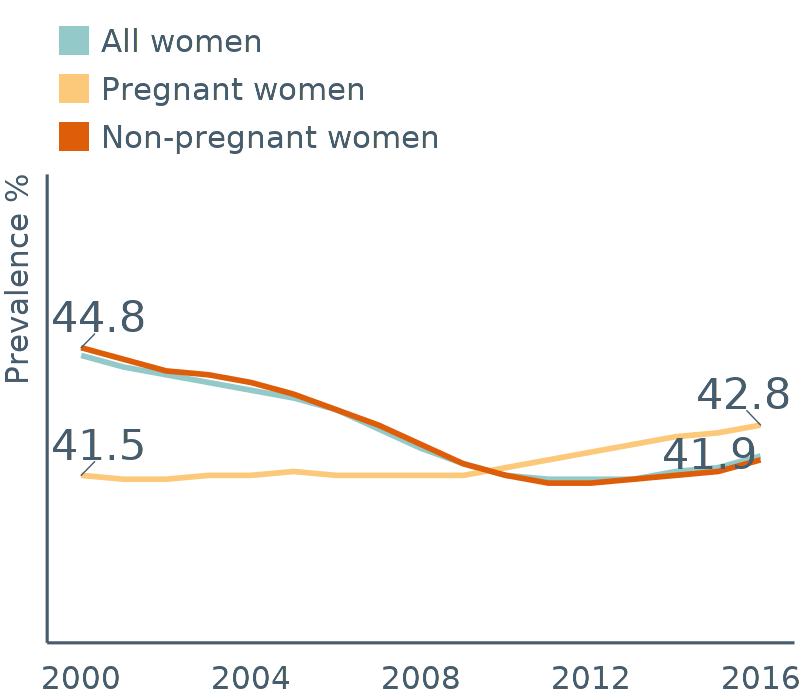 All women
Pregnant women
Non-pregnant women
Prevalence %
44.8
42.8
41.5
41.9
2000 2004 2008 2012 2016